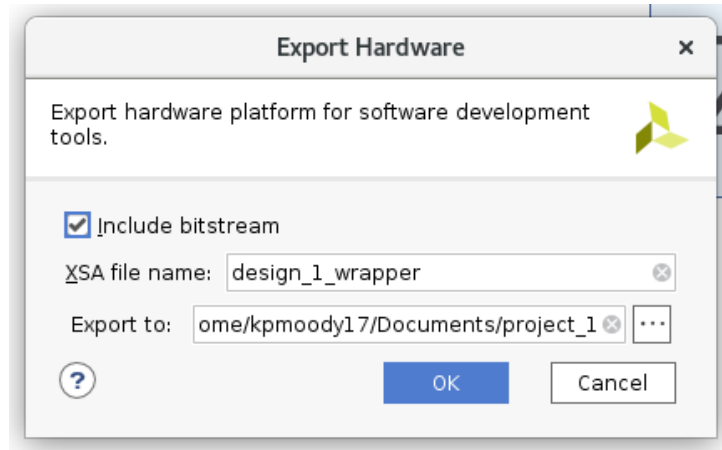 Export Hardware
Export hardware platform for software development
tools.
Include bitstream
XSA file name: design_1_wrapper
Export to: ome/kpmoody17/Documents/project_1 ...
?
OK Cancel